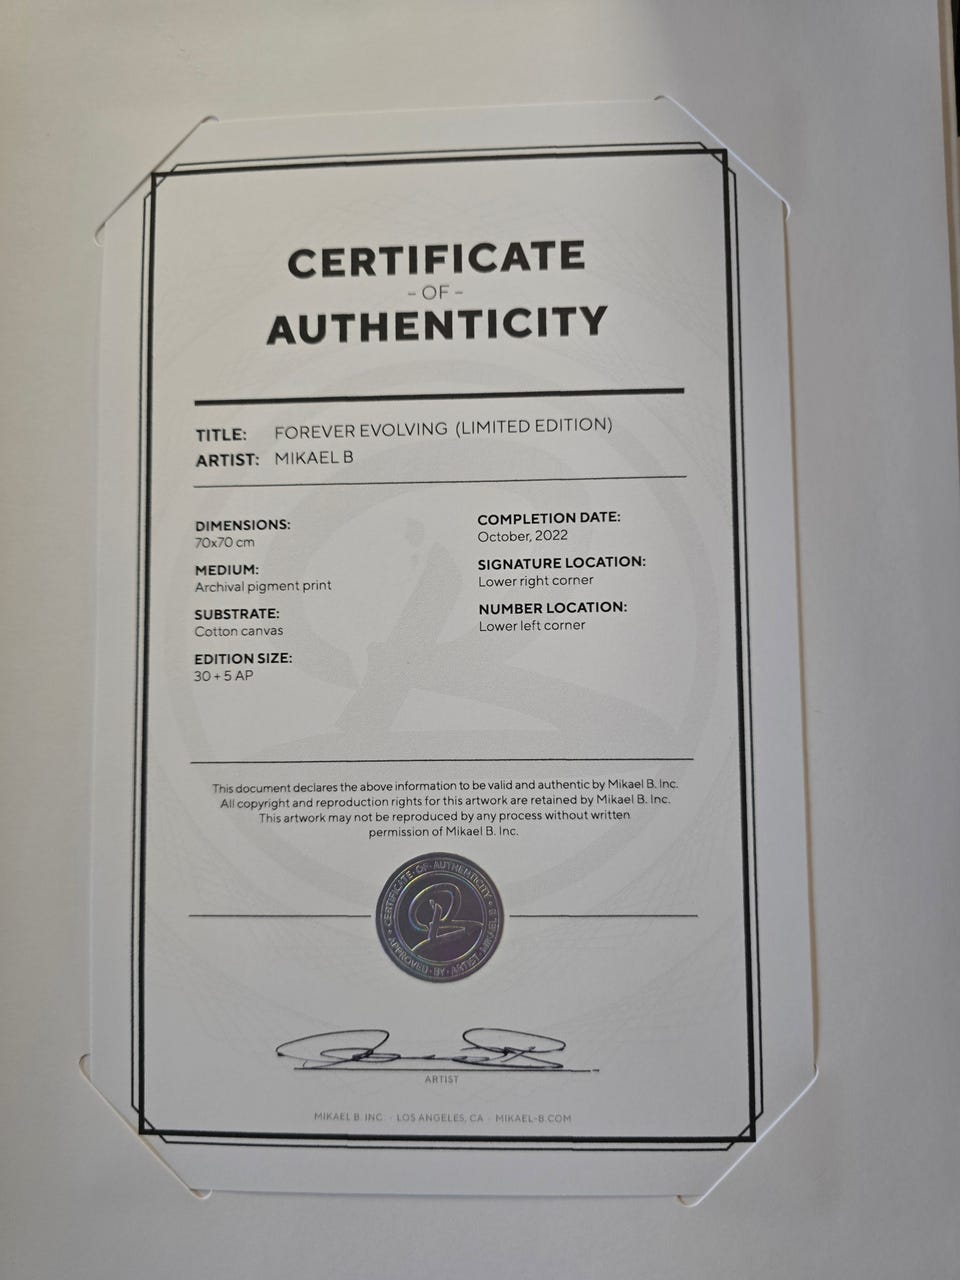 CERTIFICATE
- OF -
AUTHENTICITY
TITLE: FOREVER EVOLVING (LIMITED EDITION)
ARTIST: MIKAEL B
DIMENSIONS:
70x70 cm
MEDIUM:
Archival pigment print
SUBSTRATE:
Cotton canvas
EDITION SIZE:
30 + 5 AP
COMPLETION DATE:
October, 2022
SIGNATURE LOCATION:
Lower right corner
NUMBER LOCATION:
Lower left corner
This document declares the above information to be valid and authentic by Mikael B. Inc.
All copyright and reproduction rights for this artwork are retained by Mikael B. Inc.
This artwork may not be reproduced by any process without written
permission of Mikael B. Inc.
CERTIFICATE · OF · AUTHENTICITY
APPROVED · BY · ARTIST · MIKAEL B
ARTIST
MIKAEL B. INC. · LOS ANGELES, CA · MIKAEL-B.COM